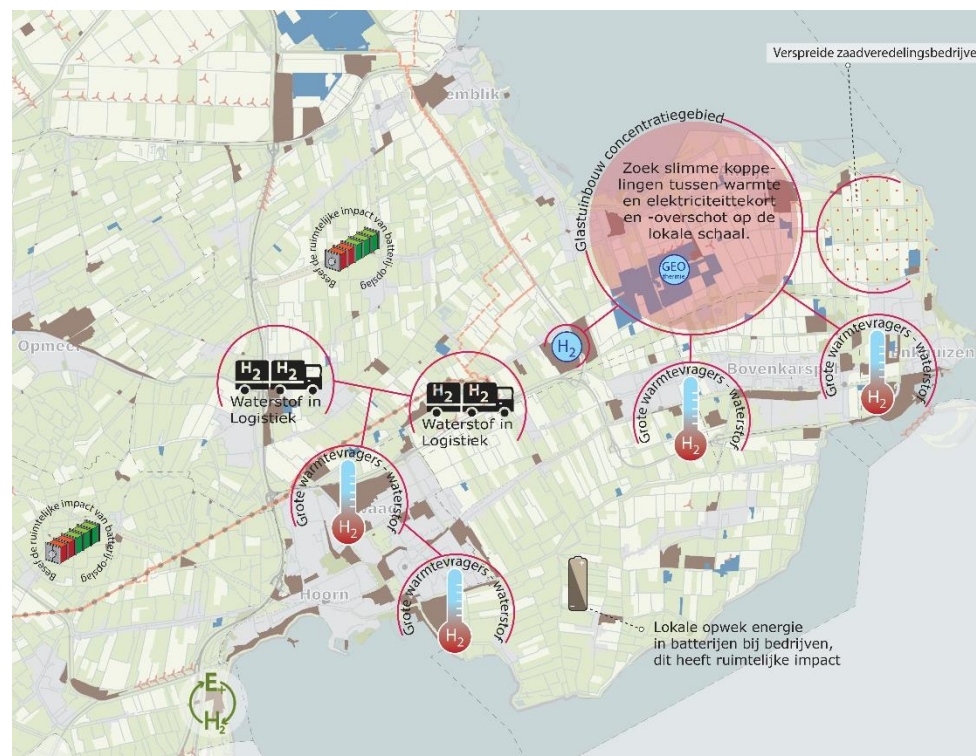 Verspreide zaadveredelingsbedrijve
emblik
Glastuinbouw concentratiegebied
Zoek slimme koppe-
lingen tussen warmte
en elektriciteittekort
en -overschot op de
lokale schaal.
GEO
thermie
Besef de ruimtelijke impact van batterij-opslag
Opmeer
H₂
H₂ H₂
Waterstof in
Logistiek
H₂ H₂
Waterstof in
Logistiek
Bovenkarsp
Grote warmtevragers - waterstof
H₂
Grote warmtevragers - waterstof
H₂
Grote warmtevragers - waterstof
H₂
Besef de ruimtelijke impact van batterij-opslag
Hoorn
Grote warmtevragers - waterstof
H₂
Lokale opwek energie
in batterijen bij bedrijven,
dit heeft ruimtelijke impact
E
H₂